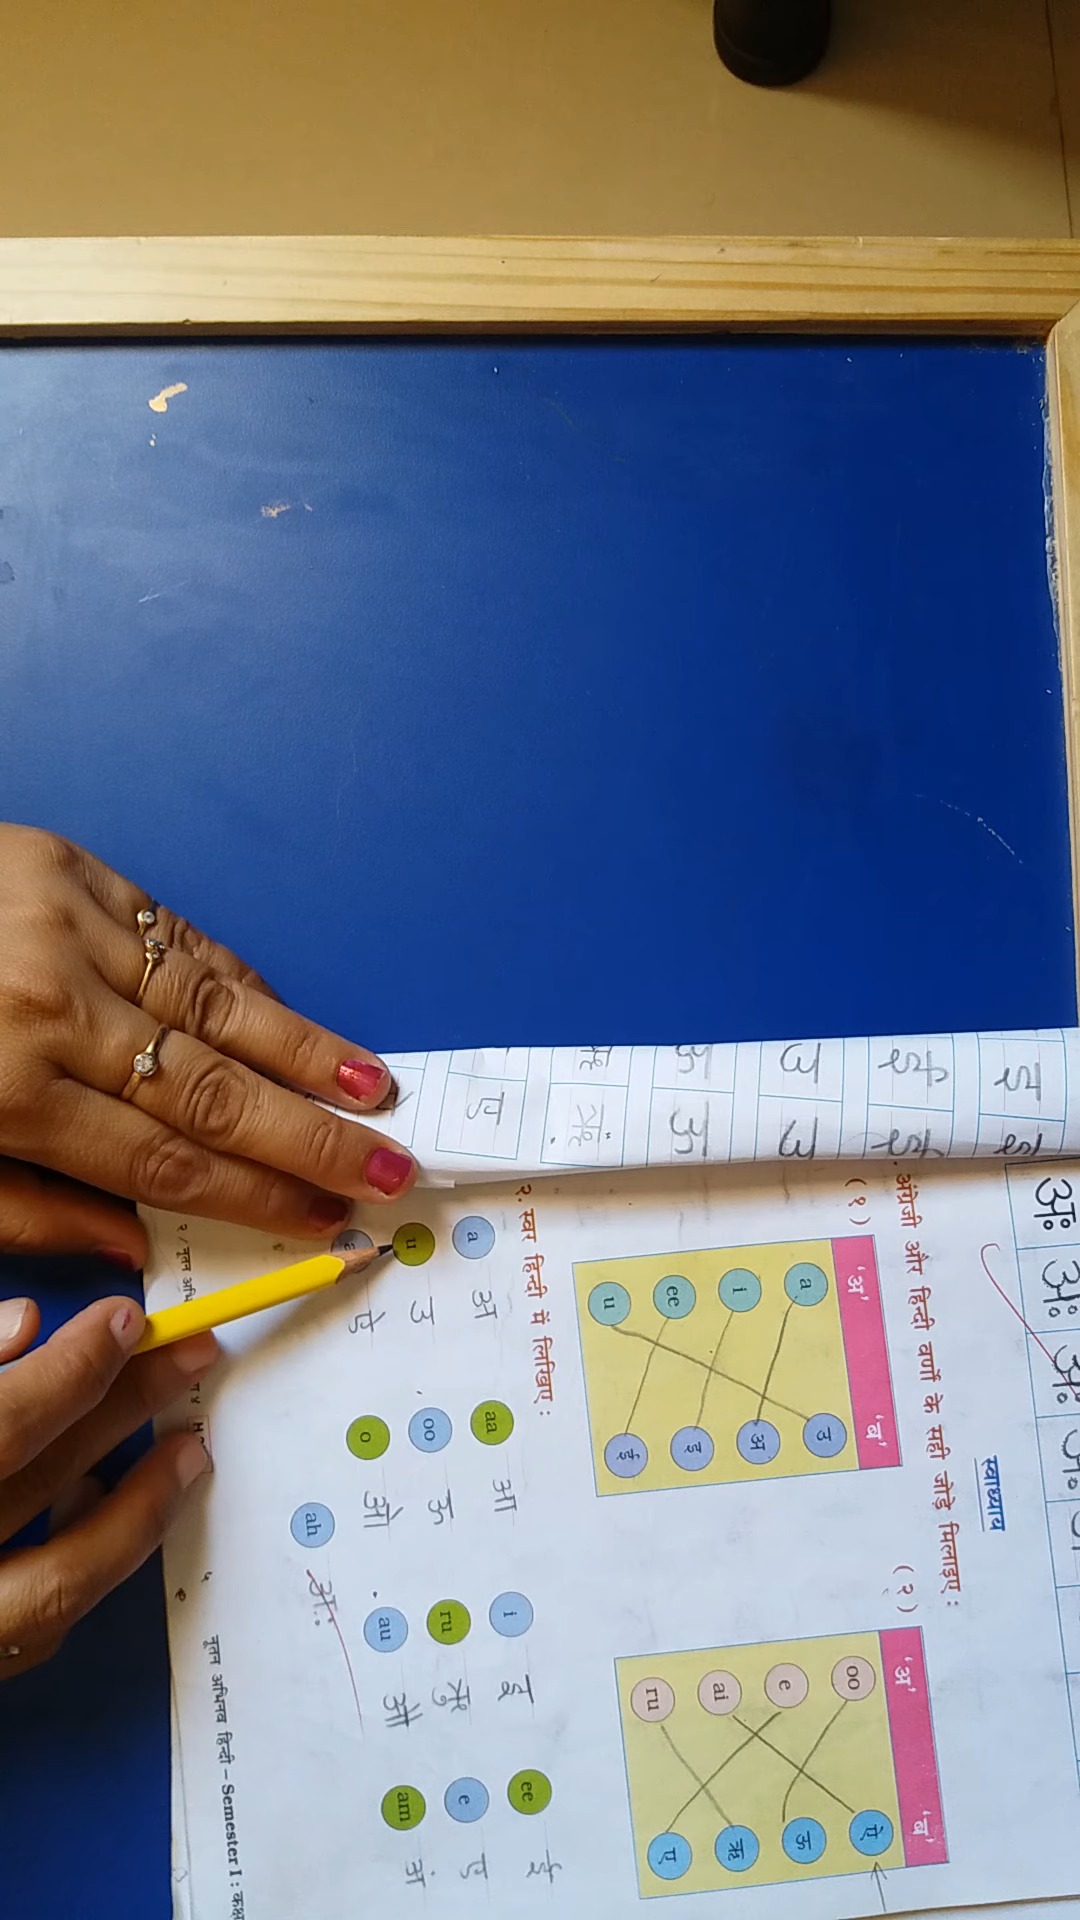 इ ई उ ऊ ऋ ए
इ ई उ ऊ ऋ
अः अः अः अः
स्वाध्याय
अंग्रेजी और हिन्दी वर्णों के सही जोड़े मिलाइए :
(१) (२)
'अ' 'ब' 'अ' 'ब'
a उ oo ऐ
i अ e ऊ
ee इ ai ऋ
u ई ru ए
२. स्वर हिन्दी में लिखिए :
a अ aa आ i इ ee ई
u उ oo ऊ ru ऋ e ए
ऐ o ओ au औ am अं
ah अः
नूतन अभिनव हिन्दी – Semester I : कक्ष